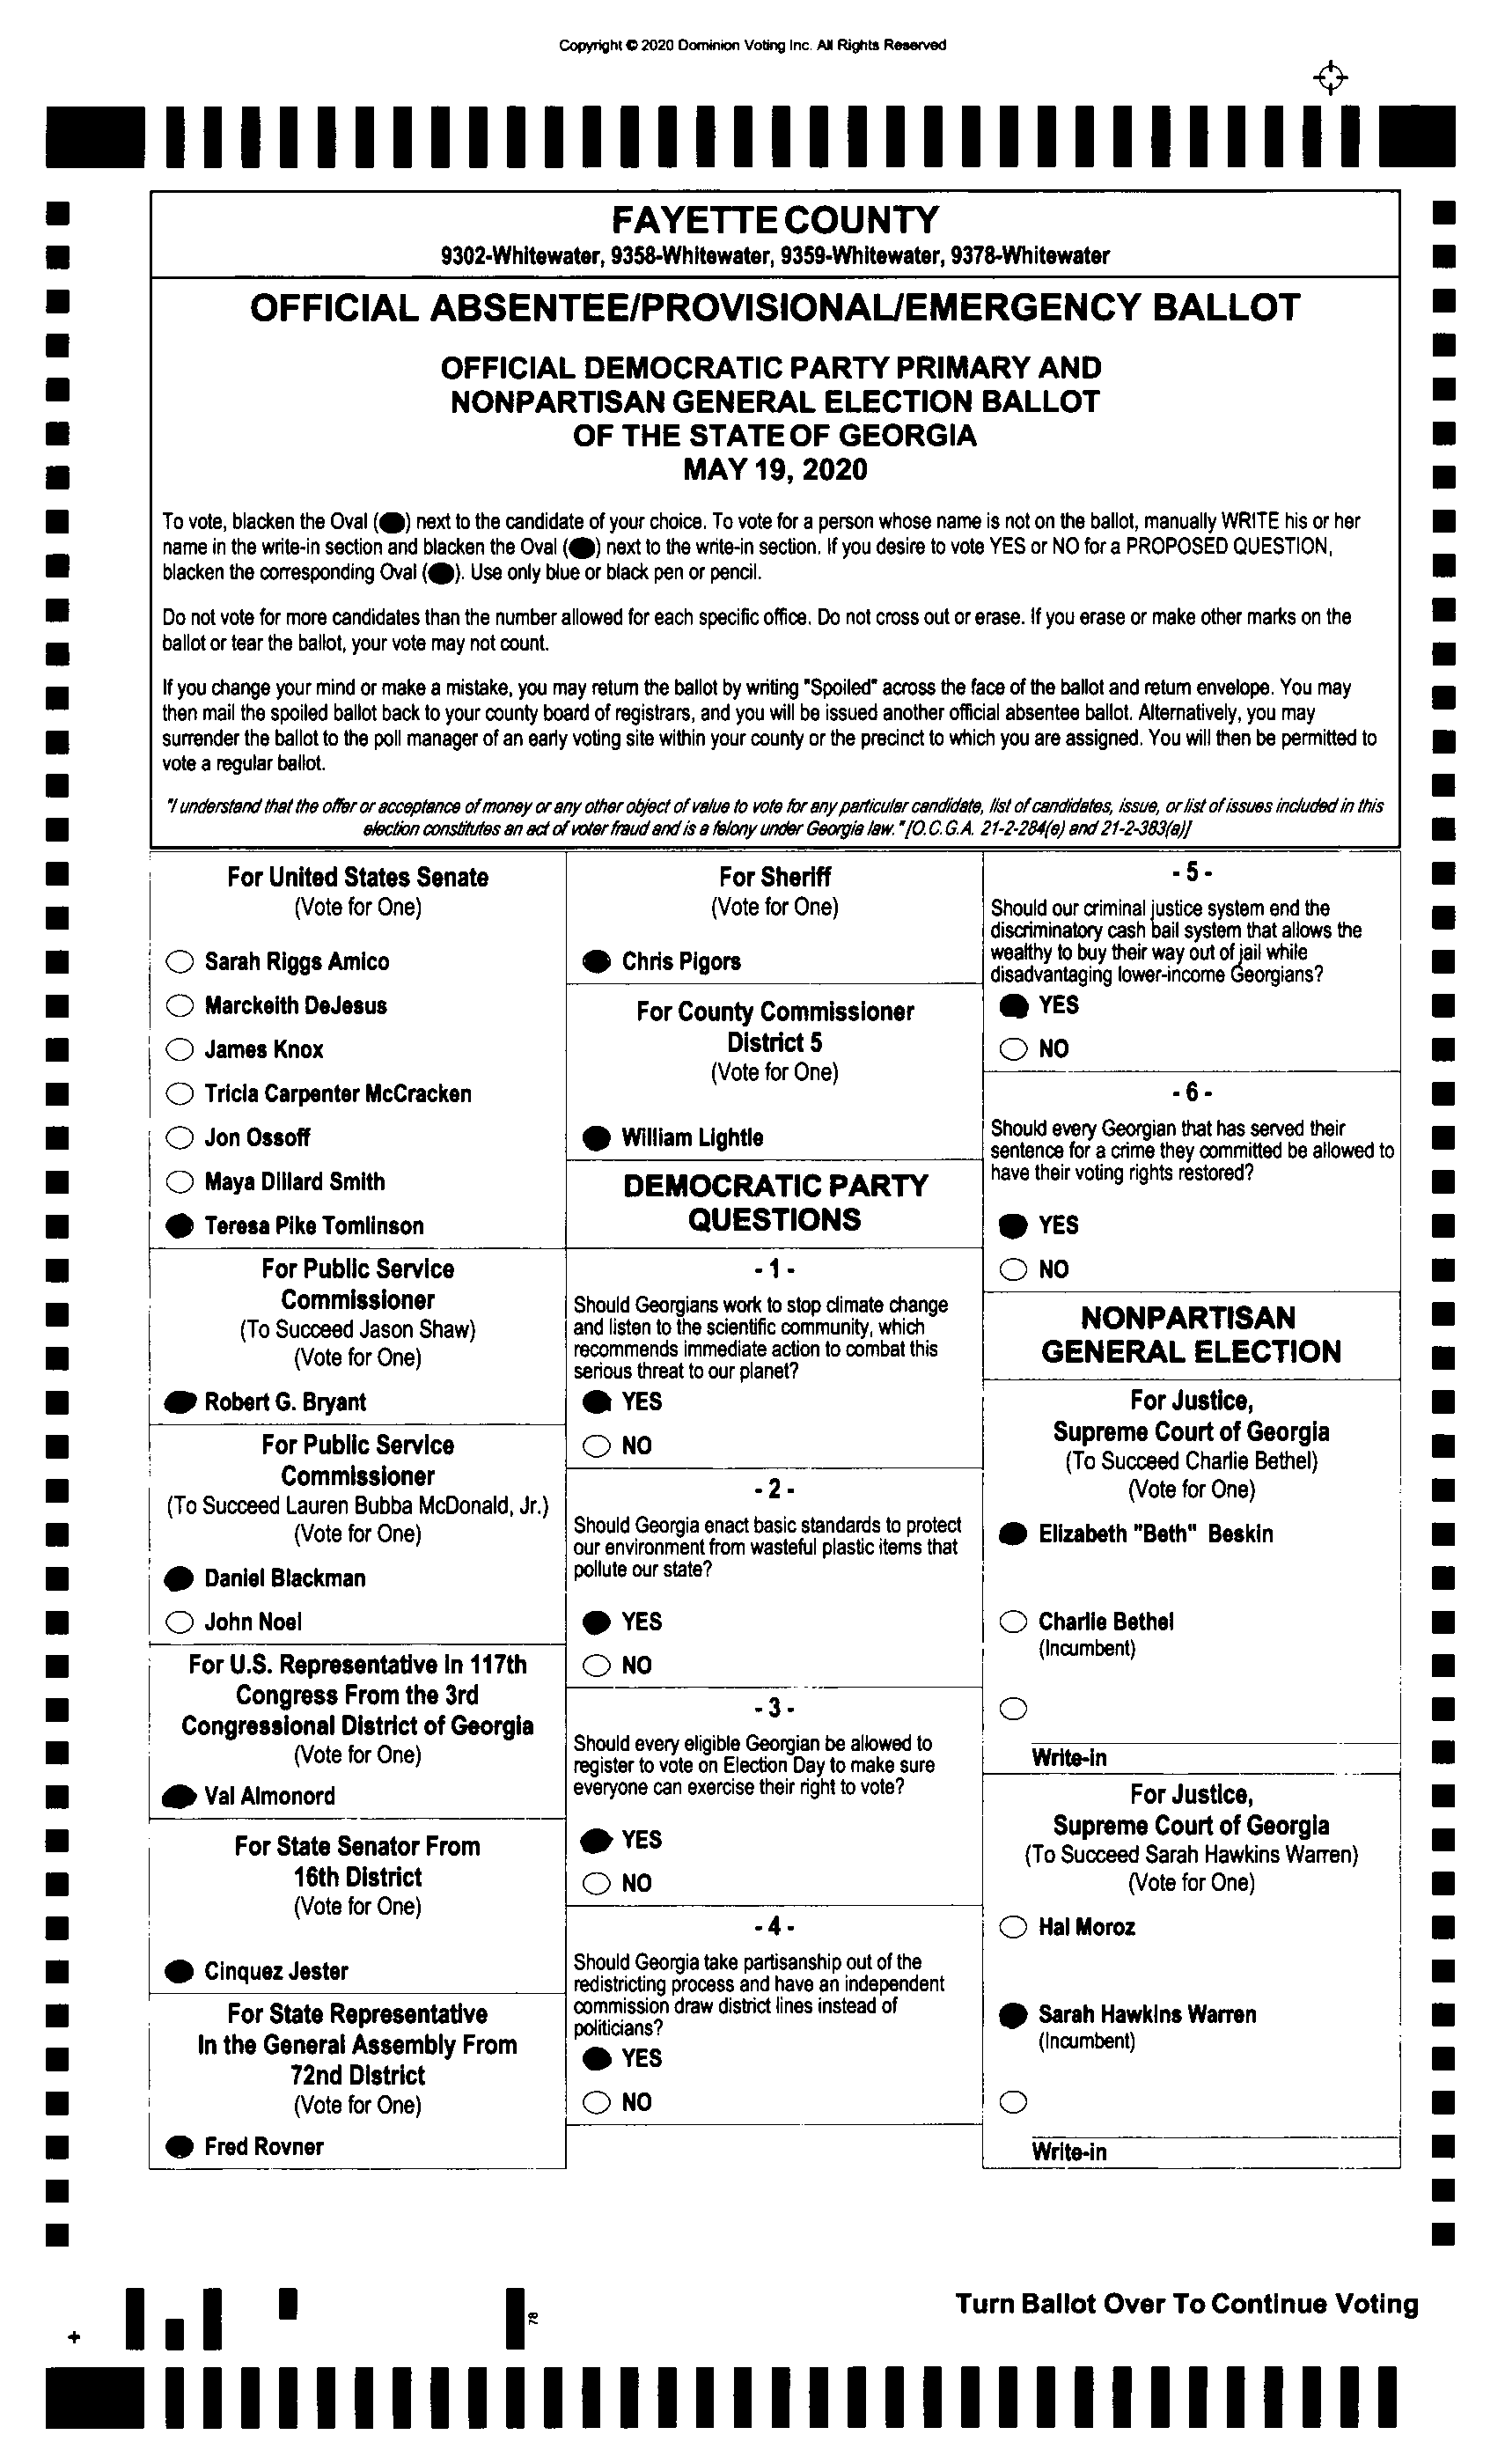 Copyright © 2020 Dominion Voting Inc. All Rights Reserved
FAYETTE COUNTY
9302-Whitewater, 9358-Whitewater, 9359-Whitewater, 9378-Whitewater
OFFICIAL ABSENTEE/PROVISIONAL/EMERGENCY BALLOT
OFFICIAL DEMOCRATIC PARTY PRIMARY AND
NONPARTISAN GENERAL ELECTION BALLOT
OF THE STATE OF GEORGIA
MAY 19, 2020
To vote, blacken the Oval ( ) next to the candidate of your choice. To vote for a person whose name is not on the ballot, manually WRITE his or her
name in the write-in section and blacken the Oval ( ) next to the write-in section. If you desire to vote YES or NO for a PROPOSED QUESTION,
blacken the corresponding Oval ( ). Use only blue or black pen or pencil.
Do not vote for more candidates than the number allowed for each specific office. Do not cross out or erase. If you erase or make other marks on the
ballot or tear the ballot, your vote may not count.
If you change your mind or make a mistake, you may return the ballot by writing "Spoiled" across the face of the ballot and return envelope. You may
then mail the spoiled ballot back to your county board of registrars, and you will be issued another official absentee ballot. Alternatively, you may
surrender the ballot to the poll manager of an early voting site within your county or the precinct to which you are assigned. You will then be permitted to
vote a regular ballot.
"I understand that the offer or acceptance of money or any other object of value to vote for any particular candidate, list of candidates, issue, or list of issues included in this
election constitutes an act of voter fraud and is a felony under Georgia law." [O.C.G.A. 21-2-284(e) and 21-2-383(a)]
For United States Senate
(Vote for One)
Sarah Riggs Amico
Marckeith DeJesus
James Knox
Tricia Carpenter McCracken
Jon Ossoff
Maya Dillard Smith
Teresa Pike Tomlinson
For Public Service
Commissioner
(To Succeed Jason Shaw)
(Vote for One)
Robert G. Bryant
For Public Service
Commissioner
(To Succeed Lauren Bubba McDonald, Jr.)
(Vote for One)
Daniel Blackman
John Noel
For U.S. Representative in 117th
Congress From the 3rd
Congressional District of Georgia
(Vote for One)
Val Almonord
For State Senator From
16th District
(Vote for One)
Cinquez Jester
For State Representative
In the General Assembly From
72nd District
(Vote for One)
Fred Rovner
For Sheriff
(Vote for One)
Chris Pigors
For County Commissioner
District 5
(Vote for One)
William Lightle
DEMOCRATIC PARTY
QUESTIONS
- 1 -
Should Georgians work to stop climate change
and listen to the scientific community, which
recommends immediate action to combat this
serious threat to our planet?
YES
NO
- 2 -
Should Georgia enact basic standards to protect
our environment from wasteful plastic items that
pollute our state?
YES
NO
- 3 -
Should every eligible Georgian be allowed to
register to vote on Election Day to make sure
everyone can exercise their right to vote?
YES
NO
- 4 -
Should Georgia take partisanship out of the
redistricting process and have an independent
commission draw district lines instead of
politicians?
YES
NO
- 5 -
Should our criminal justice system end the
discriminatory cash bail system that allows the
wealthy to buy their way out of jail while
disadvantaging lower-income Georgians?
YES
NO
- 6 -
Should every Georgian that has served their
sentence for a crime they committed be allowed to
have their voting rights restored?
YES
NO
NONPARTISAN
GENERAL ELECTION
For Justice,
Supreme Court of Georgia
(To Succeed Charlie Bethel)
(Vote for One)
Elizabeth "Beth" Beskin
Charlie Bethel
(Incumbent)
Write-in
For Justice,
Supreme Court of Georgia
(To Succeed Sarah Hawkins Warren)
(Vote for One)
Hal Moroz
Sarah Hawkins Warren
(Incumbent)
Write-in
Turn Ballot Over To Continue Voting
78